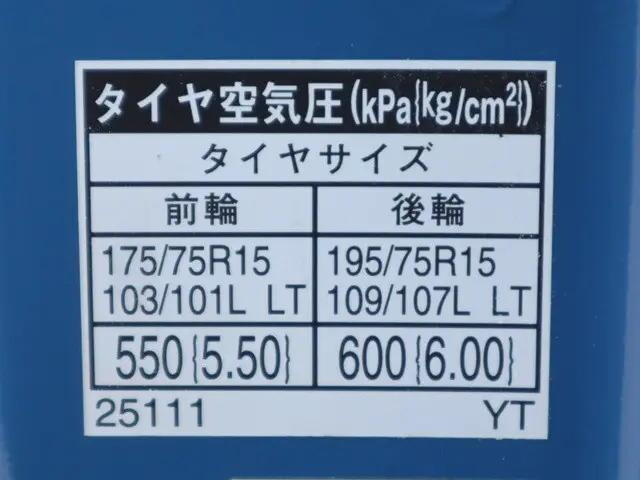 タイヤ空気圧(kPa{kg/cm²})
タイヤサイズ
前輪 後輪
175/75R15 195/75R15
103/101L LT 109/107L LT
550{5.50} 600{6.00}
25111 YT